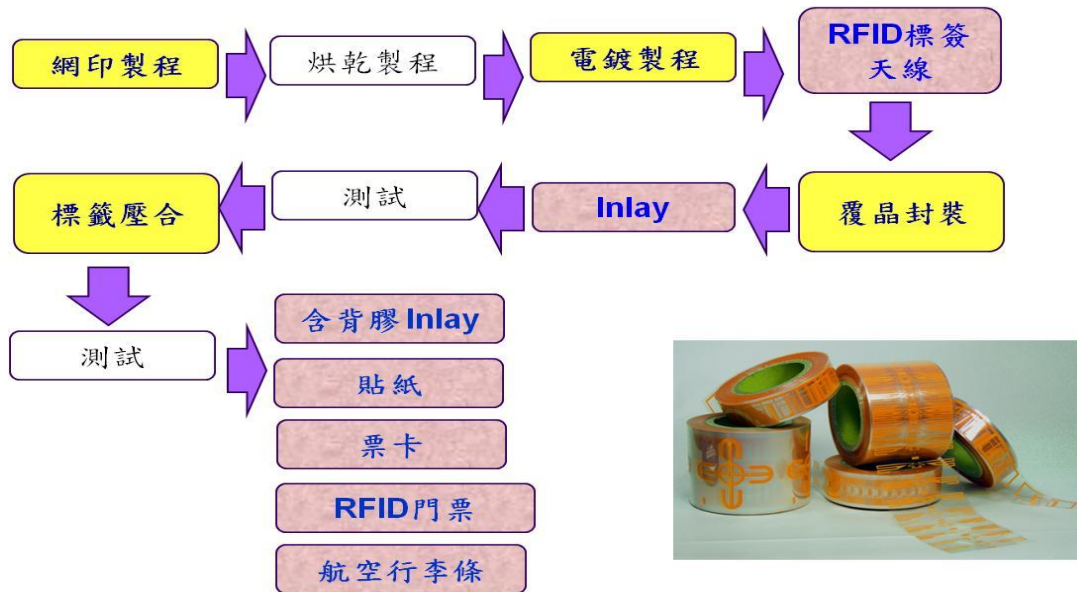 網印製程
烘乾製程
電鍍製程
RFID標簽
天線
標籤壓合
測試
Inlay
覆晶封裝
測試
含背膠Inlay
貼紙
票卡
RFID門票
航空行李條